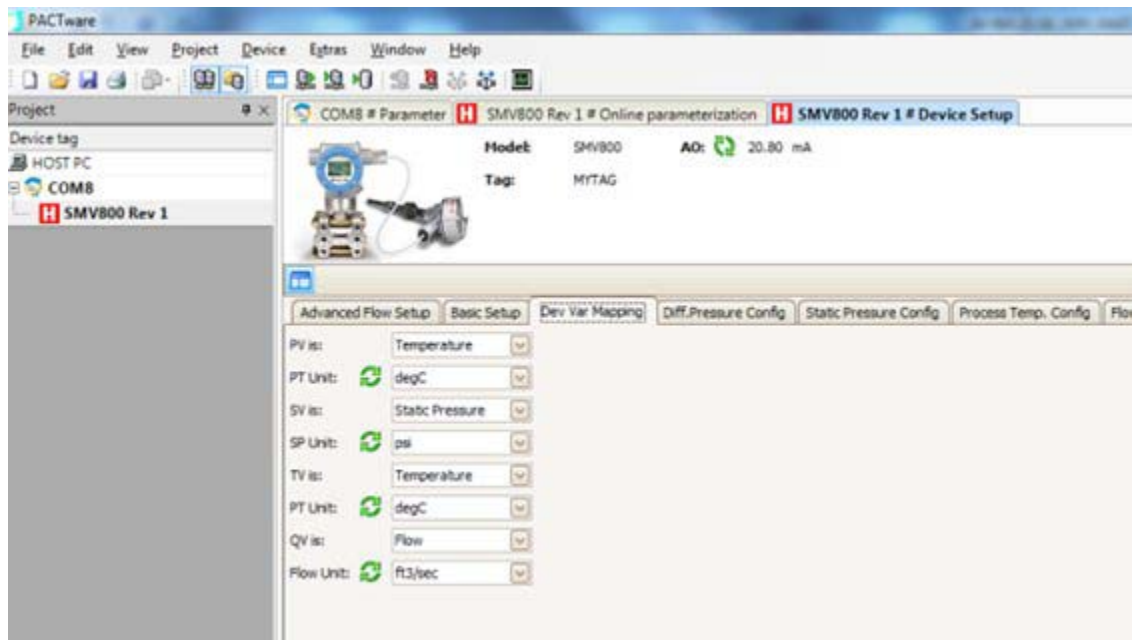 PACTware
File Edit View Project Device Extras Window Help
Project
COM8 # Parameter SMV800 Rev 1 # Online parameterization SMV800 Rev 1 # Device Setup
Device tag
HOST PC
COM8
SMV800 Rev 1
Model: SMV800 AO: 20.80 mA
Tag: MYTAG
Advanced Flow Setup Basic Setup Dev Var Mapping Diff.Pressure Config Static Pressure Config Process Temp. Config Flo
PV is: Temperature
PT Unit: degC
SV is: Static Pressure
SP Unit: psi
TV is: Temperature
PT Unit: degC
QV is: Flow
Flow Unit: ft3/sec